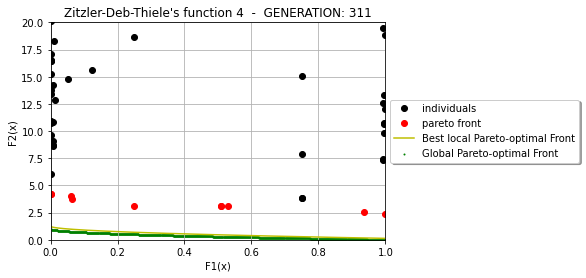 Zitzler-Deb-Thiele's function 4 - GENERATION: 311
20.0
17.5
15.0
12.5
10.0
7.5
5.0
2.5
0.0
F2(x)
0.0 0.2 0.4 0.6 0.8 1.0
F1(x)
individuals
pareto front
Best local Pareto-optimal Front
Global Pareto-optimal Front